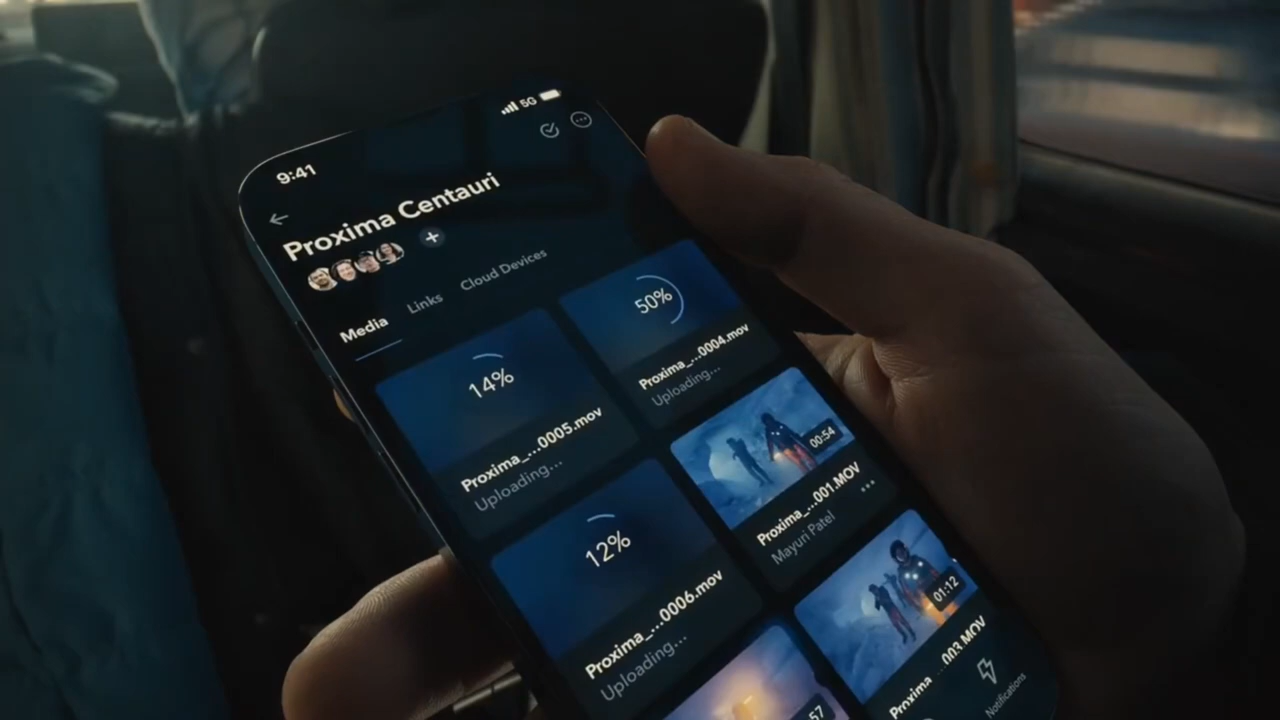 9:41
5G
Proxima Centauri
+
Media Links Cloud Devices
14%
Proxima_...0005.mov
Uploading...
50%
Proxima_...0004.mov
Uploading...
12%
Proxima_...0006.mov
Uploading...
00:54
Proxima_...001.MOV
Mayuri Patel
01:12
Proxima_...003.MOV
57
Notifications